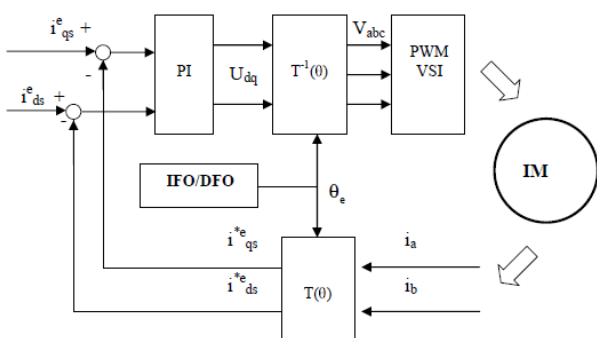 i^e_qs +
-
i^e_ds +
-
PI
U_dq
T⁻¹(θ)
V_abc
PWM
VSI
IM
IFO/DFO
θ_e
i^*e_qs
i^*e_ds
T(θ)
i_a
i_b